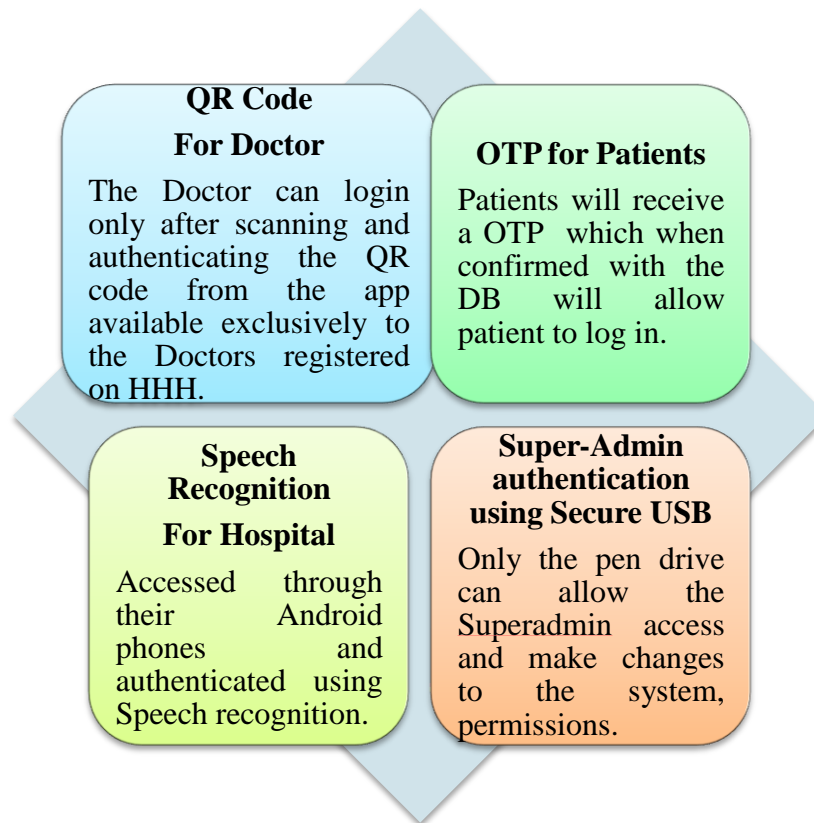 QR Code
For Doctor
The Doctor can login
only after scanning and
authenticating the QR
code from the app
available exclusively to
the Doctors registered
on HHH.
OTP for Patients
Patients will receive
a OTP which when
confirmed with the
DB will allow
patient to log in.
Speech
Recognition
For Hospital
Accessed through
their Android
phones and
authenticated using
Speech recognition.
Super-Admin
authentication
using Secure USB
Only the pen drive
can allow the
Superadmin access
and make changes
to the system,
permissions.